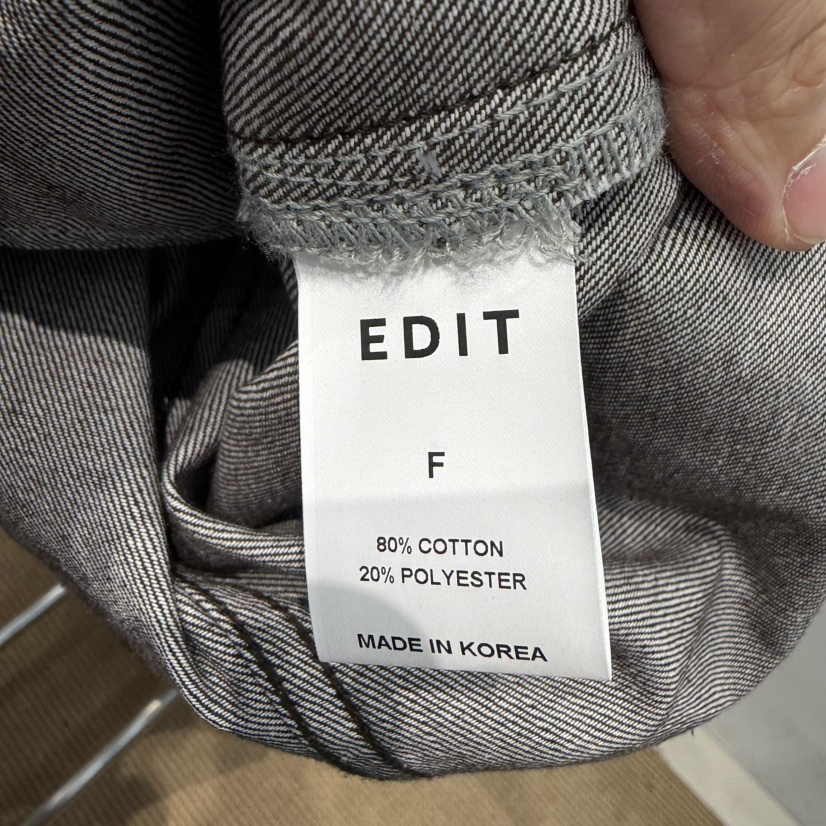 EDIT
F
80% COTTON
20% POLYESTER
MADE IN KOREA